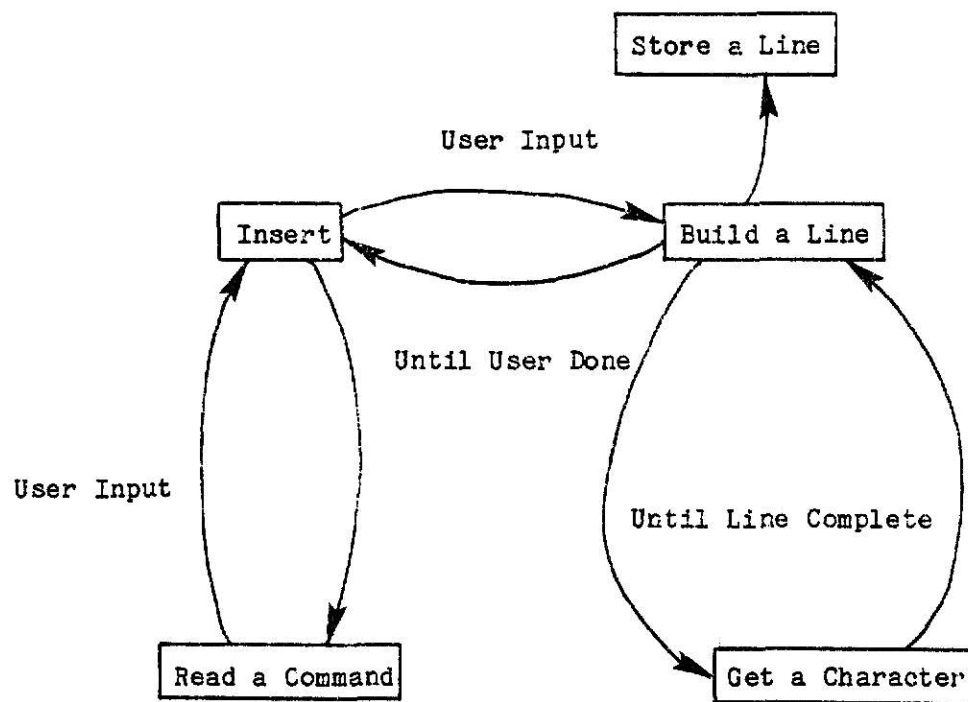 Store a Line
User Input
Insert
Build a Line
Until User Done
User Input
Until Line Complete
Read a Command
Get a Character